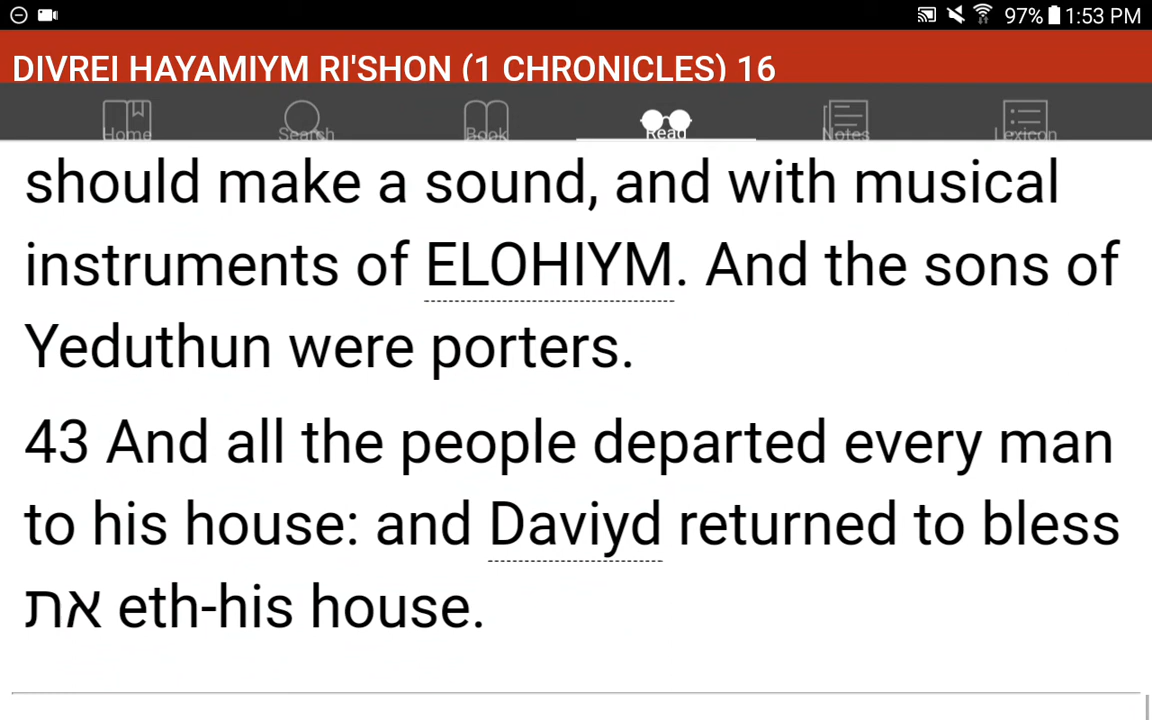 97% 1:53 PM
DIVREI HAYAMIYM RI'SHON (1 CHRONICLES) 16
Home Search Book Read Notes Lexicon
should make a sound, and with musical
instruments of ELOHIYM. And the sons of
Yeduthun were porters.
43 And all the people departed every man
to his house: and Daviyd returned to bless
את eth-his house.